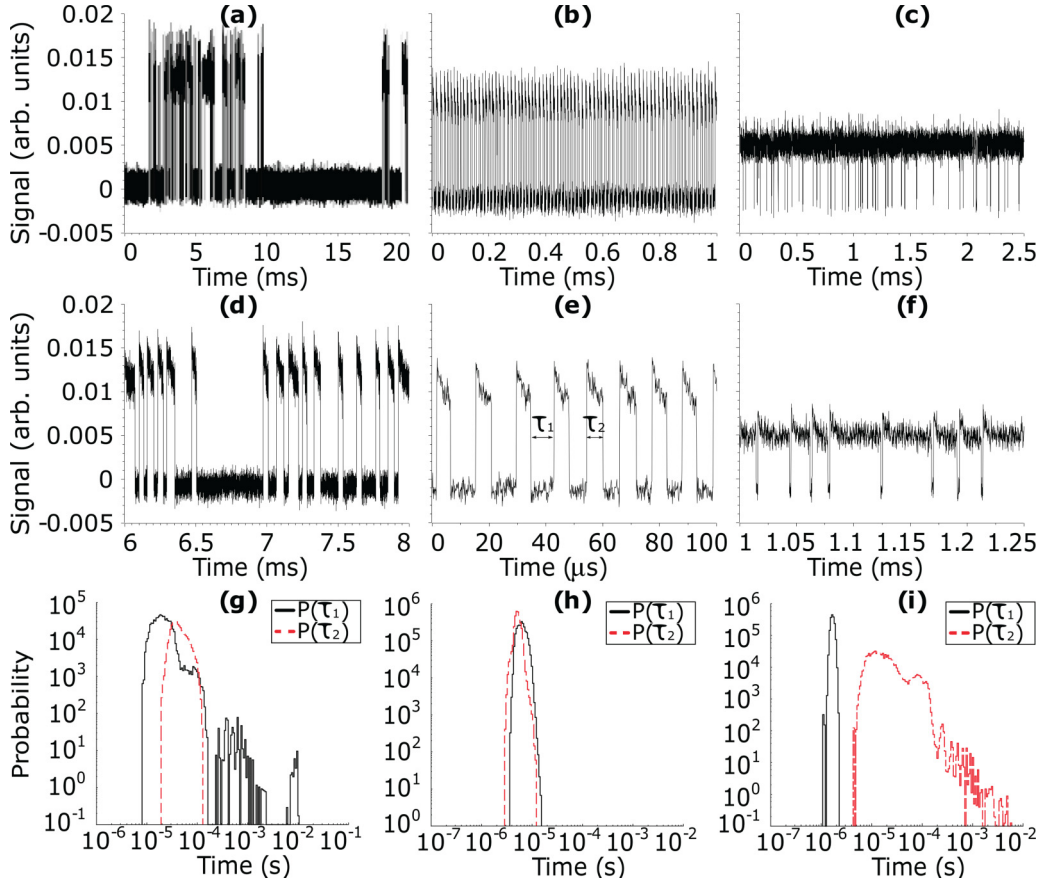 (a) (b) (c)
Signal (arb. units)
0.02
0.015
0.01
0.005
0
-0.005
0 5 10 15 20
0 0.2 0.4 0.6 0.8 1
0 0.5 1 1.5 2 2.5
Time (ms) Time (ms) Time (ms)
(d) (e) (f)
Signal (arb. units)
0.02
0.015
0.01
0.005
0
-0.005
τ1 τ2
6 6.5 7 7.5 8
0 20 40 60 80 100
1 1.05 1.1 1.15 1.2 1.25
Time (ms) Time (μs) Time (ms)
(g) (h) (i)
Probability
10^5
10^4
10^3
10^2
10^1
10^0
10^-1
P(τ1)
P(τ2)
10^-6 10^-5 10^-4 10^-3 10^-2 10^-1
Time (s)
10^6
10^5
10^4
10^3
10^2
10^1
10^0
P(τ1)
P(τ2)
10^-7 10^-6 10^-5 10^-4 10^-3 10^-2
Time (s)
10^6
10^5
10^4
10^3
10^2
10^1
10^0
10^-1
P(τ1)
P(τ2)
10^-7 10^-6 10^-5 10^-4 10^-3 10^-2
Time (s)